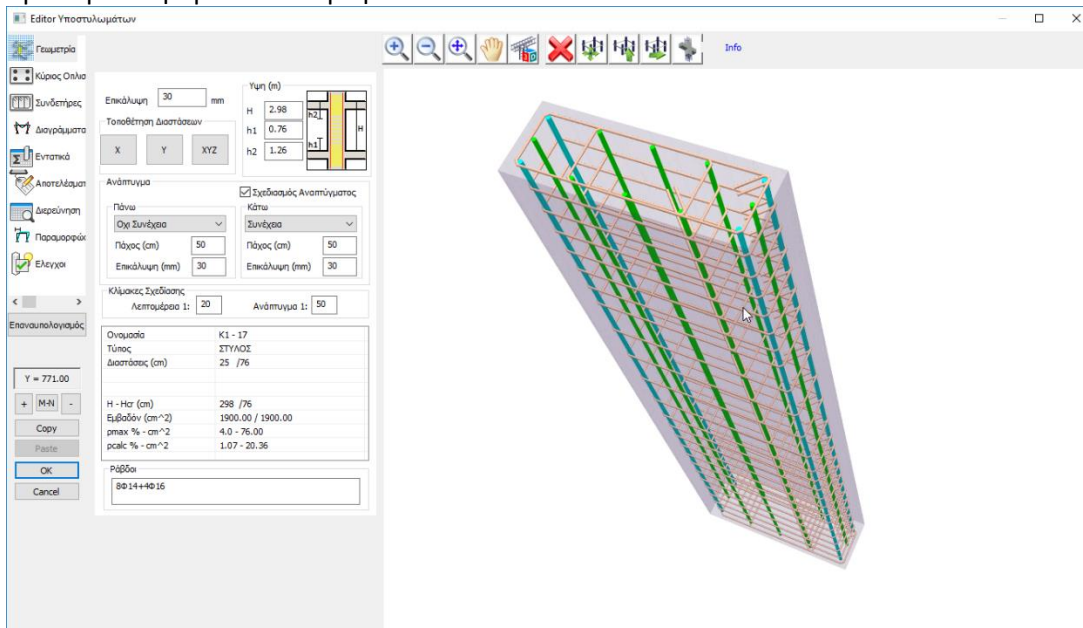 Editor Υποστυλωμάτων
Γεωμετρία
Κύριος Οπλισ
Συνδετήρες
Διαγράμματα
Εντατικά
Αποτελέσματ
Διερεύνηση
Παραμορφώ
Ελεγχοι
< >
Επαναυπολογισμός
Y = 771.00
+ M-N -
Copy
Paste
OK
Cancel
Info
Επικάλυψη 30 mm
Υψη (m)
H 2.98
h1 0.76
h2 1.26
h2
H
h1
Τοποθέτηση Διαστάσεων
X Y XYZ
Ανάπτυγμα
Σχεδιασμός Αναπτύγματος
Πάνω Κάτω
Οχι Συνέχεια Συνέχεια
Πάχος (cm) 50 Πάχος (cm) 50
Επικάλυψη (mm) 30 Επικάλυψη (mm) 30
Κλίμακες Σχεδίασης
Λεπτομέρεια 1: 20 Ανάπτυγμα 1: 50
Ονομασία K1 - 17
Τύπος ΣΤΥΛΟΣ
Διαστάσεις (cm) 25 /76
H - Hcr (cm) 298 /76
Εμβαδόν (cm^2) 1900.00 / 1900.00
ρmax % - cm^2 4.0 - 76.00
ρcalc % - cm^2 1.07 - 20.36
Ράβδοι
8Φ14+4Φ16